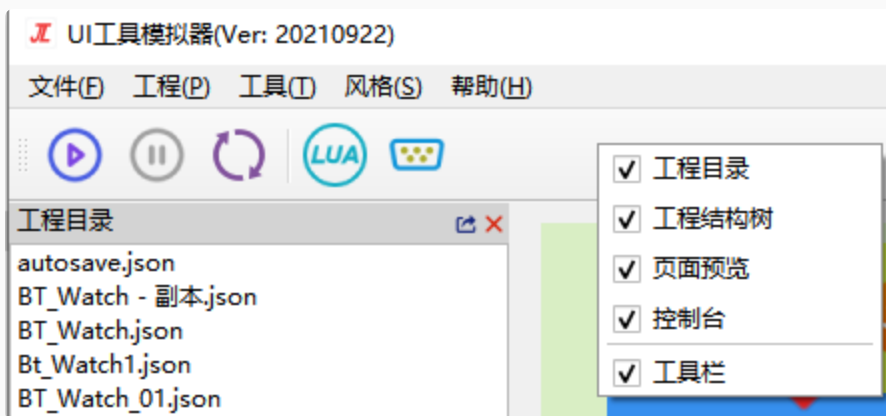 JL UI工具模拟器(Ver: 20210922)
文件(F) 工程(P) 工具(T) 风格(S) 帮助(H)
LUA
工程目录
autosave.json
BT_Watch - 副本.json
BT_Watch.json
Bt_Watch1.json
BT_Watch_01.json
工程目录
工程结构树
页面预览
控制台
工具栏